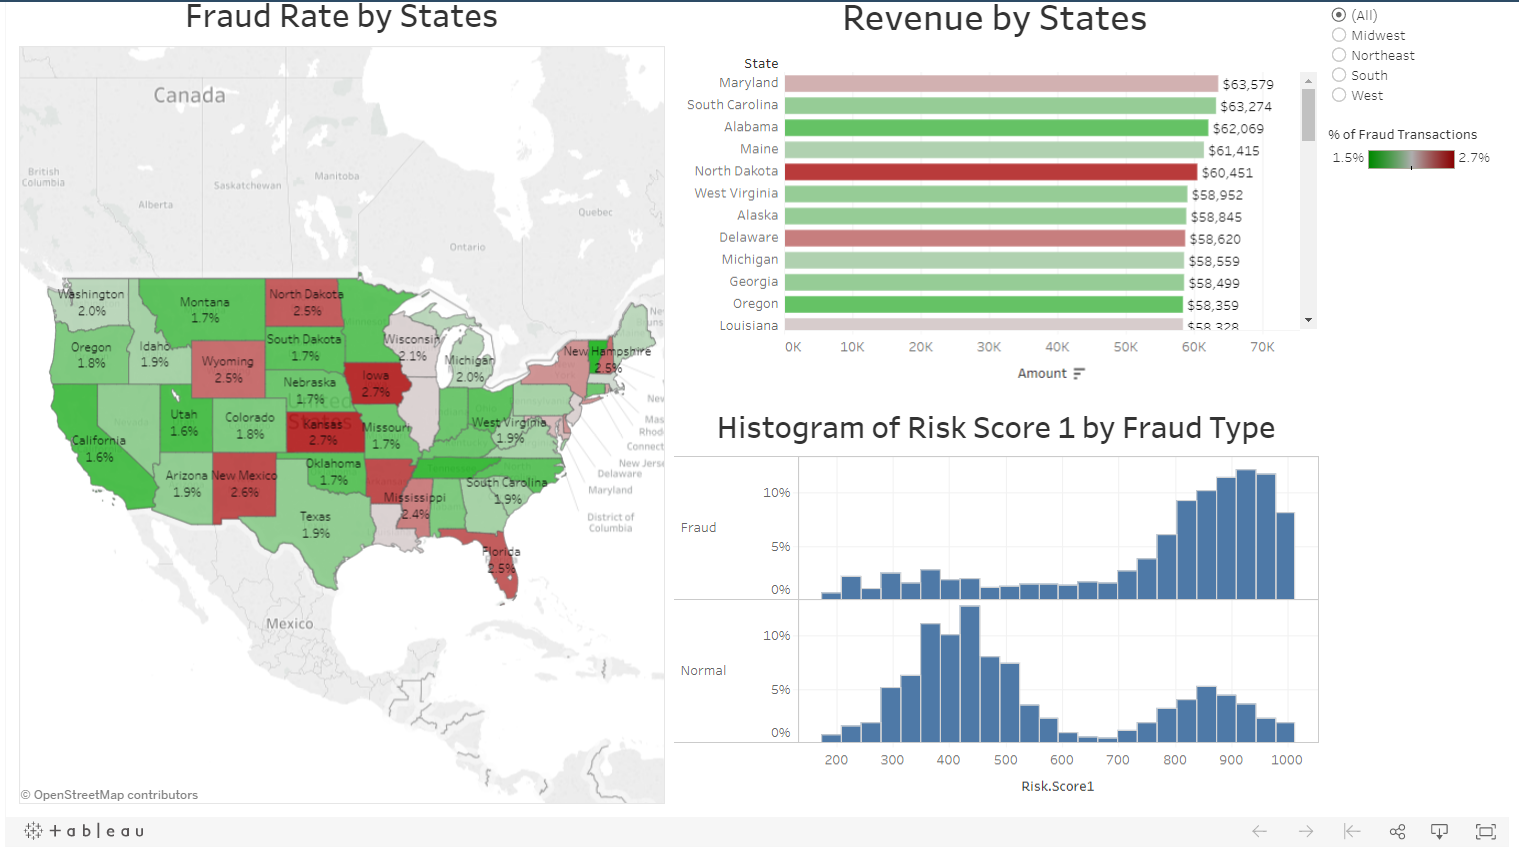 Fraud Rate by States
Canada
British
Columbia
Alberta
Saskatchewan
Manitoba
Ontario
Quebec
Washington
2.0%
Montana
1.7%
North Dakota
2.5%
Oregon
1.8%
Idaho
1.9%
Wyoming
2.5%
South Dakota
1.7%
Wisconsin
2.1%
Michigan
2.0%
New Hampshire
2.5%
Iowa
2.7%
Nebraska
1.7%
United
States
Utah
1.6%
Colorado
1.8%
Kansas
2.7%
Missouri
1.7%
West Virginia
1.9%
California
1.6%
Arizona
1.9%
New Mexico
2.6%
Oklahoma
1.7%
Mississippi
2.4%
South Carolina
1.9%
Texas
1.9%
Florida
2.5%
New
Mas
Rhod
Connect
New Jerse
Delaware
Maryland
District of
Columbia
Mexico
© OpenStreetMap contributors
Revenue by States
State
Maryland $63,579
South Carolina $63,274
Alabama $62,069
Maine $61,415
North Dakota $60,451
West Virginia $58,952
Alaska $58,845
Delaware $58,620
Michigan $58,559
Georgia $58,499
Oregon $58,359
Louisiana $58,328
0K 10K 20K 30K 40K 50K 60K 70K
Amount
(All)
Midwest
Northeast
South
West
% of Fraud Transactions
1.5% 2.7%
Histogram of Risk Score 1 by Fraud Type
Fraud
10%
5%
0%
Normal
10%
5%
0%
200 300 400 500 600 700 800 900 1000
Risk.Score1
+ableau